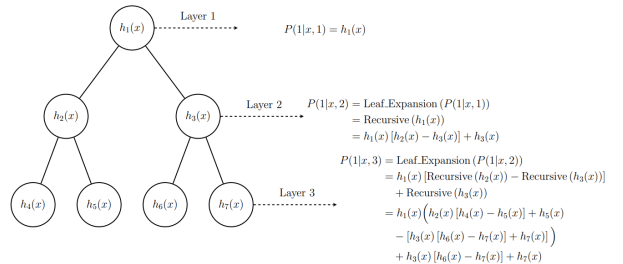 h₁(x)
Layer 1
P(1|x, 1) = h₁(x)
h₂(x)
h₃(x)
Layer 2
P(1|x, 2) = Leaf_Expansion (P(1|x, 1))
= Recursive (h₁(x))
= h₁(x) [h₂(x) − h₃(x)] + h₃(x)
h₄(x)
h₅(x)
h₆(x)
h₇(x)
Layer 3
P(1|x, 3) = Leaf_Expansion (P(1|x, 2))
= h₁(x) [Recursive (h₂(x)) − Recursive (h₃(x))]
+ Recursive (h₃(x))
= h₁(x)(h₂(x) [h₄(x) − h₅(x)] + h₅(x)
− [h₃(x) [h₆(x) − h₇(x)] + h₇(x)])
+ h₃(x) [h₆(x) − h₇(x)] + h₇(x)